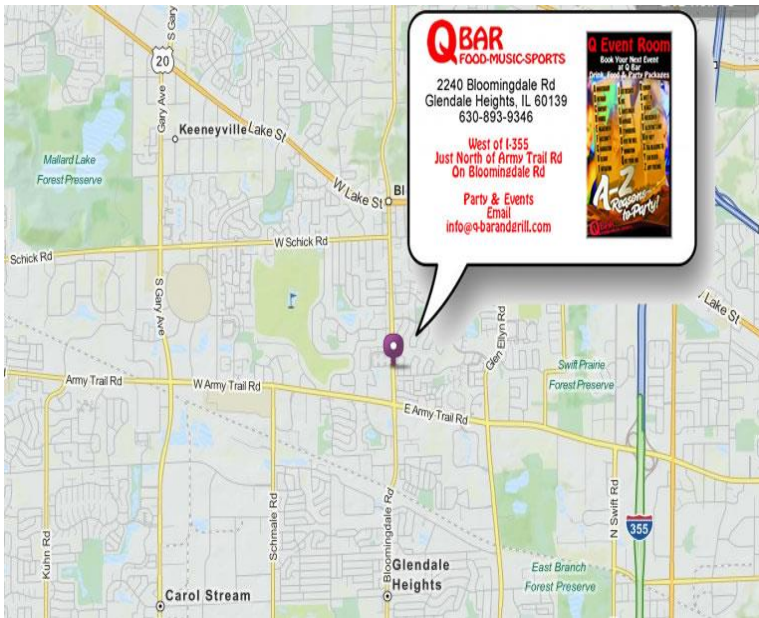 S Gary
20
Gary Ave
Keeneyville
Lake St
Mallard Lake
Forest Preserve
W Lake St
Bl
W Schick Rd
Schick Rd
S Gary Ave
QBAR
FOOD-MUSIC-SPORTS
2240 Bloomingdale Rd
Glendale Heights, IL 60139
630-893-9346
West of I-355
Just North of Army Trail Rd
On Bloomingdale Rd
Party & Events
Email
info@q-barandgrill.com
Q Event Room
Book Your Next Event
at Q Bar
Drink, Food & Party Packages
A-Z
Reasons
to Party!
Lake St
Glen Ellyn Rd
Swift Prairie
Forest Preserve
Army Trail Rd
W Army Trail Rd
E Army Trail Rd
Kuhn Rd
Schmale Rd
Bloomingdale Rd
N Swift Rd
355
Glendale
Heights
East Branch
Forest Preserve
Carol Stream